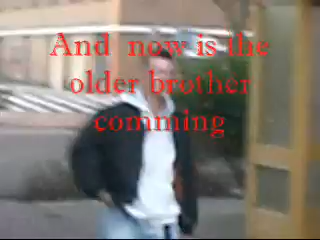 And now is the
older brother
comming